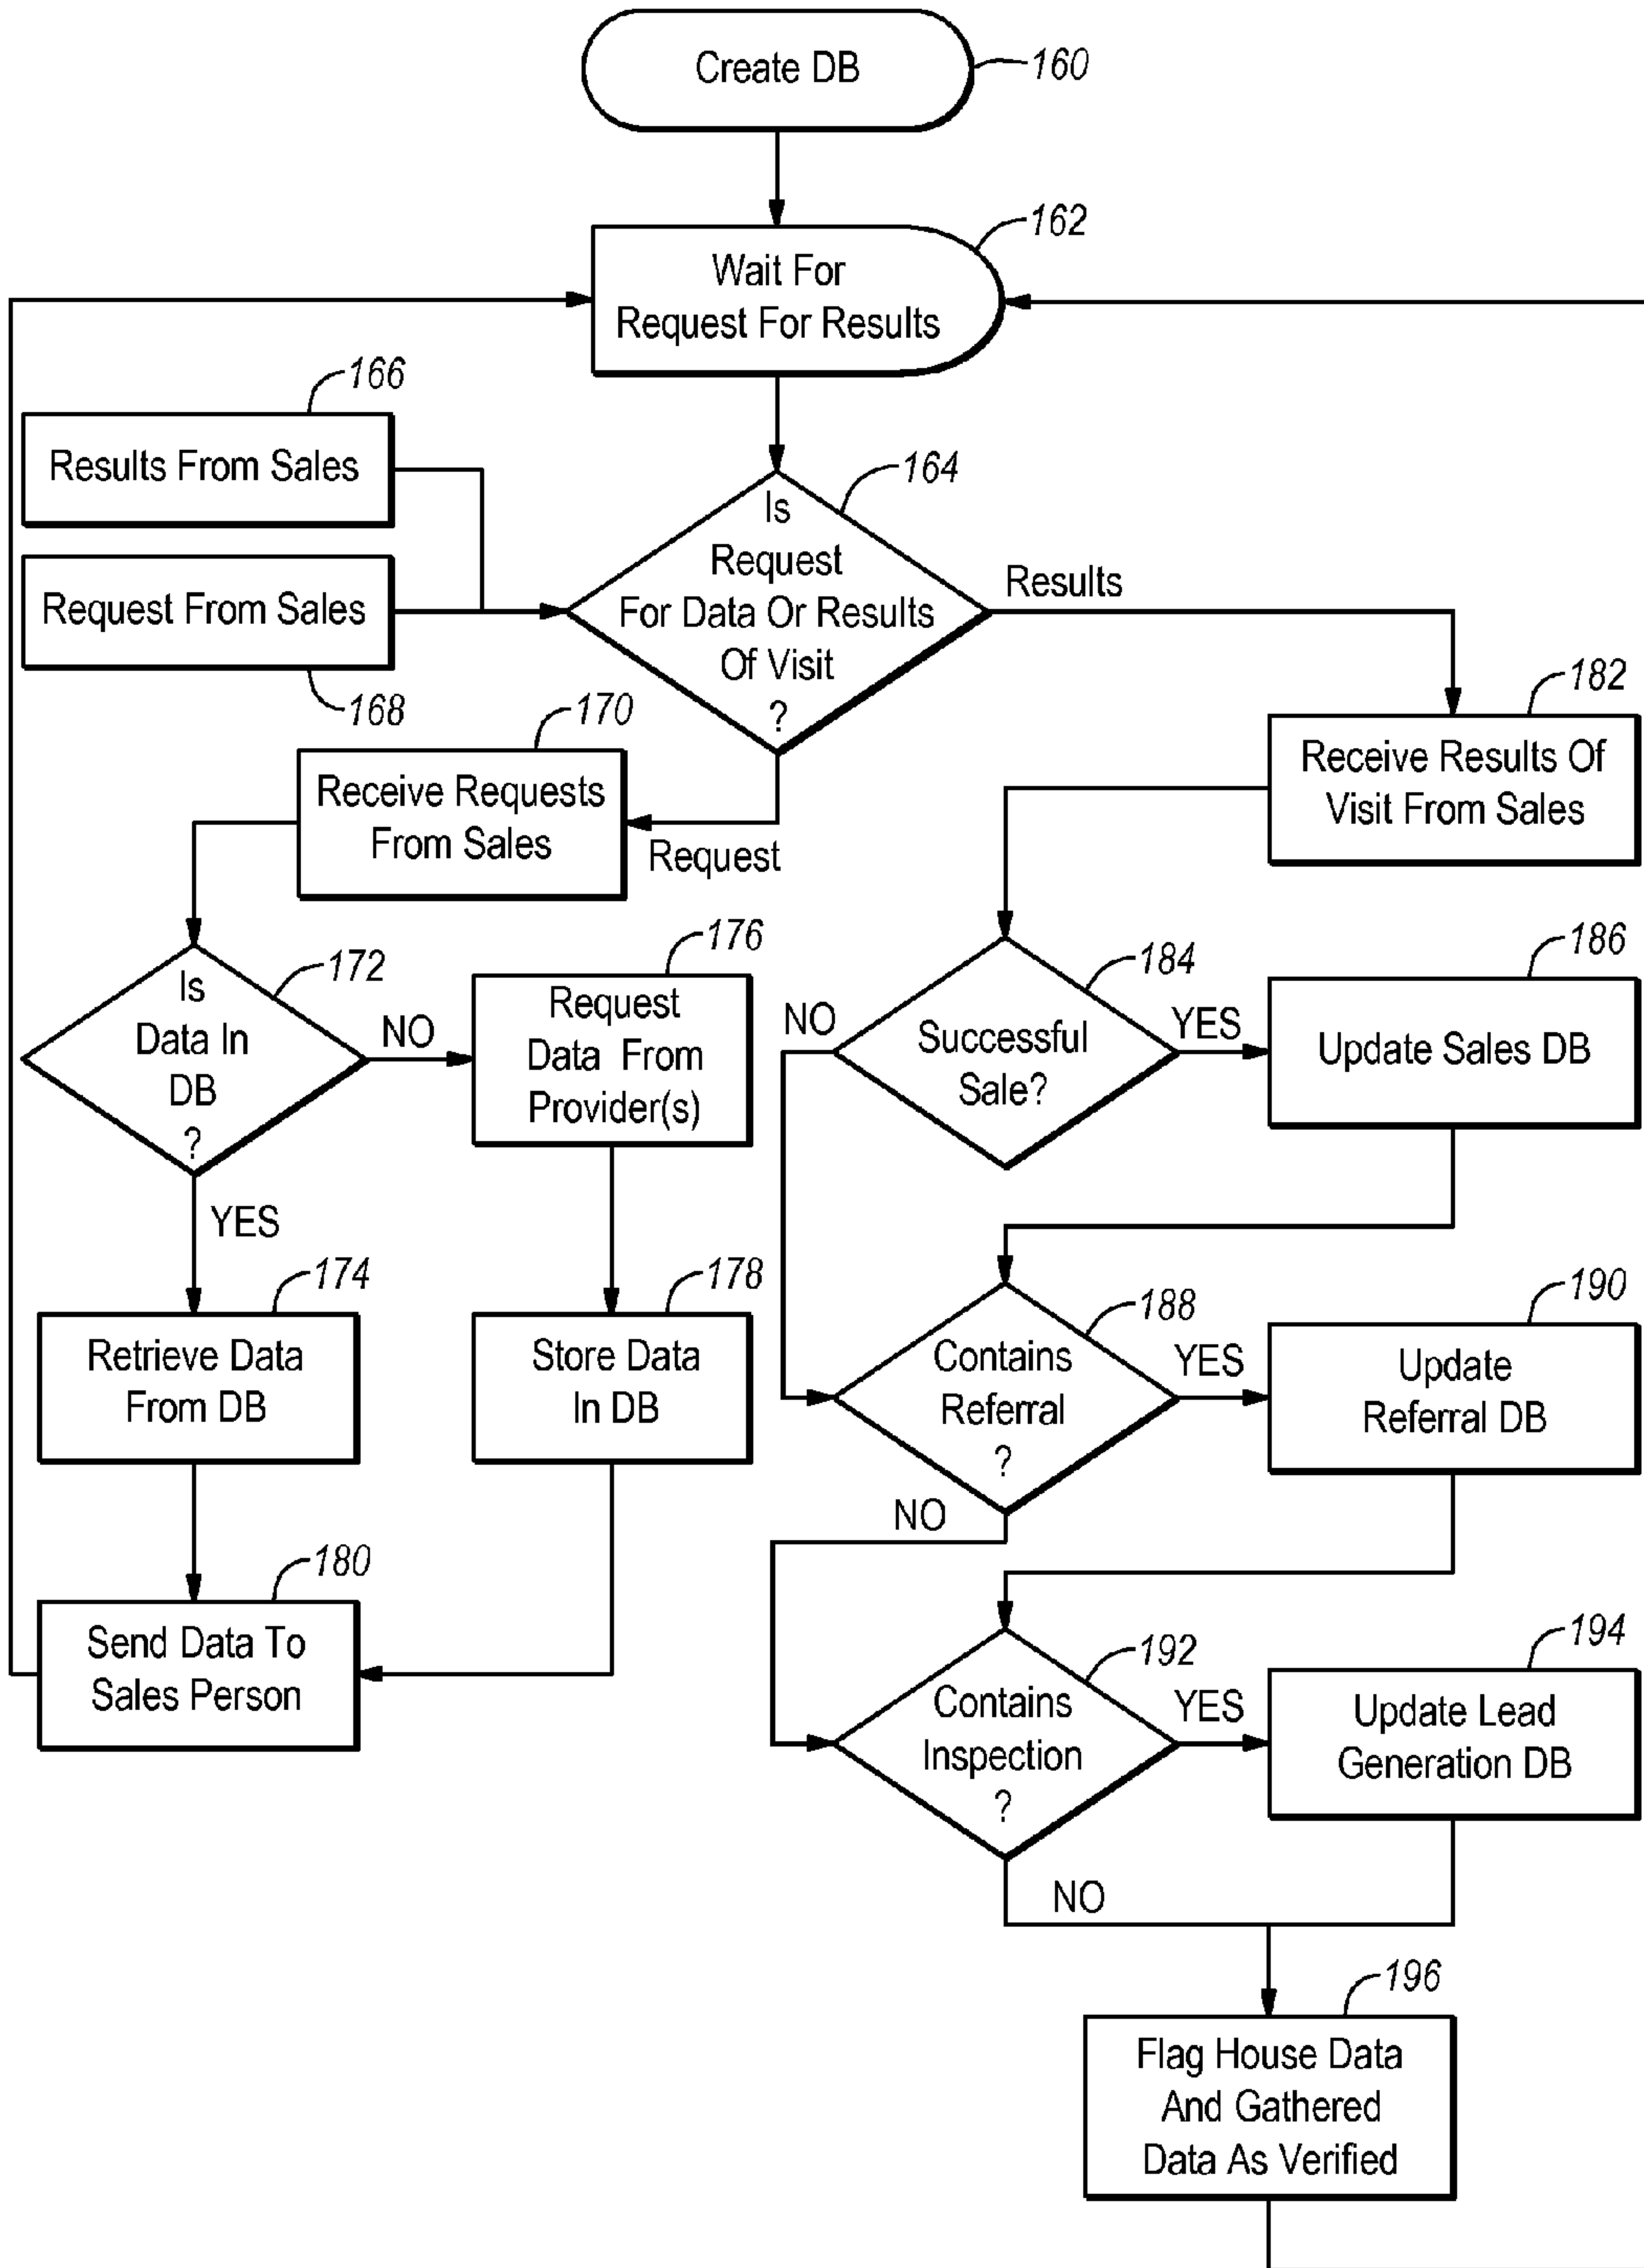 Create DB
160
Wait For
Request For Results
162
166
Results From Sales
Request From Sales
168
Is
Request
For Data Or Results
Of Visit
?
164
Results
Request
170
Receive Requests
From Sales
182
Receive Results Of
Visit From Sales
Is
Data In
DB
?
172
NO
YES
176
Request
Data From
Provider(s)
184
Successful
Sale?
NO
YES
186
Update Sales DB
174
Retrieve Data
From DB
178
Store Data
In DB
188
Contains
Referral
?
YES
NO
190
Update
Referral DB
180
Send Data To
Sales Person
192
Contains
Inspection
?
YES
NO
194
Update Lead
Generation DB
196
Flag House Data
And Gathered
Data As Verified